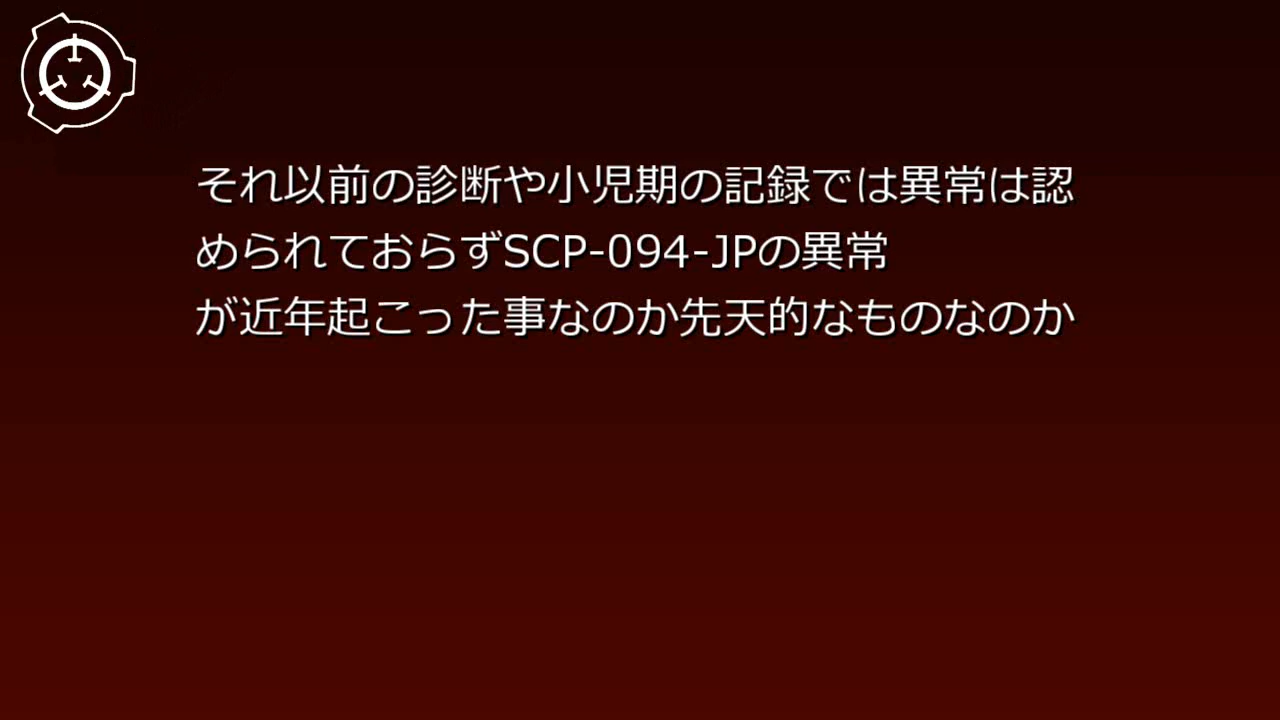 それ以前の診断や小児期の記録では異常は認
められておらずSCP-094-JPの異常
が近年起こった事なのか先天的なものなのか